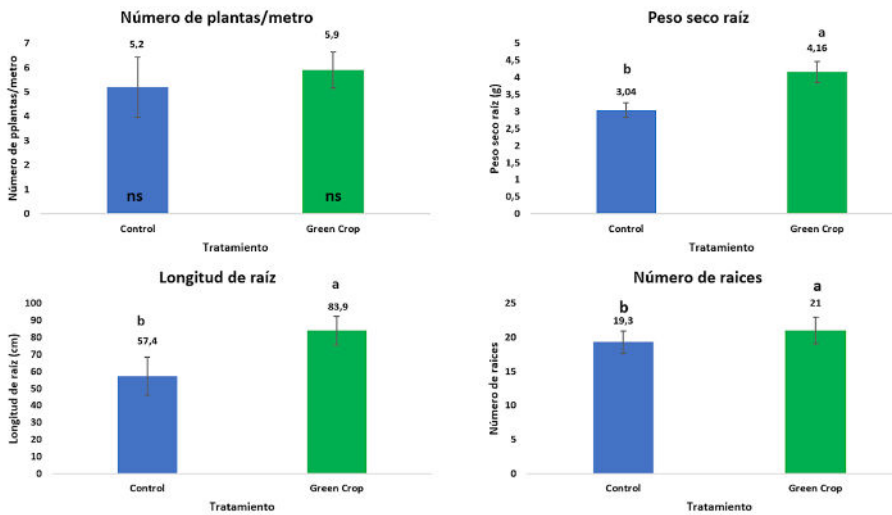 Número de plantas/metro
Número de pplantas/metro
7
6
5
4
3
2
1
0
5,2
5,9
ns
ns
Control
Green Crop
Tratamiento
Peso seco raíz
Peso seco raíz (g)
5
4,5
4
3,5
3
2,5
2
1,5
1
0,5
0
b
3,04
a
4,16
Control
Green Crop
Tratamiento
Longitud de raíz
Longitud de raíz (cm)
100
90
80
70
60
50
40
30
20
10
0
b
57,4
a
83,9
Control
Green Crop
Tratamiento
Número de raices
Número de raices
25
20
15
10
5
0
b
19,3
a
21
Control
Green Crop
Tratamiento